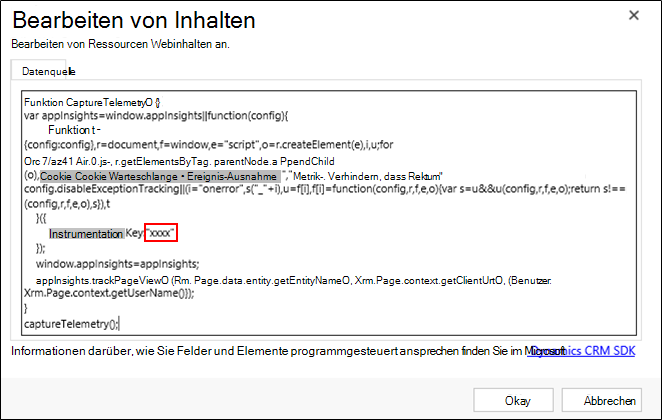 Bearbeiten von Inhalten
Bearbeiten von Ressourcen Webinhalten an.
Datenquelle
Funktion CaptureTelemetryO {}
var appInsights=window.appInsights||function(config){
Funktion t -
{config:config},r=document,f=window,e="script",o=r.createElement(e),i,u;for
Orc 7/az41 Air.0.js-, r.getElementsByTag. parentNode.a PpendChild
(o),Cookie Cookie Warteschlange • Ereignis-Ausnahme ","Metrik-. Verhindern, dass Rektum"
config.disableExceptionTracking||(i="onerror",s("_"+i),u=f[i],f[i]=function(config,r,f,e,o){var s=u&&u(config,r,f,e,o);return s!==
(config,r,f,e,o),s}),t
}({
Instrumentation Key:"xxxx"
});
window.appInsights=appInsights;
appInsights.trackPageViewO (Rm. Page.data.entity.getEntityNameO, Xrm.Page.context.getClientUrtO, (Benutzer.
Xrm.Page.context.getUserName()});
}
captureTelemetry();
Informationen darüber, wie Sie Felder und Elemente programmgesteuert ansprechen finden Sie im Microsoft Dynamics CRM SDK
Okay
Abbrechen